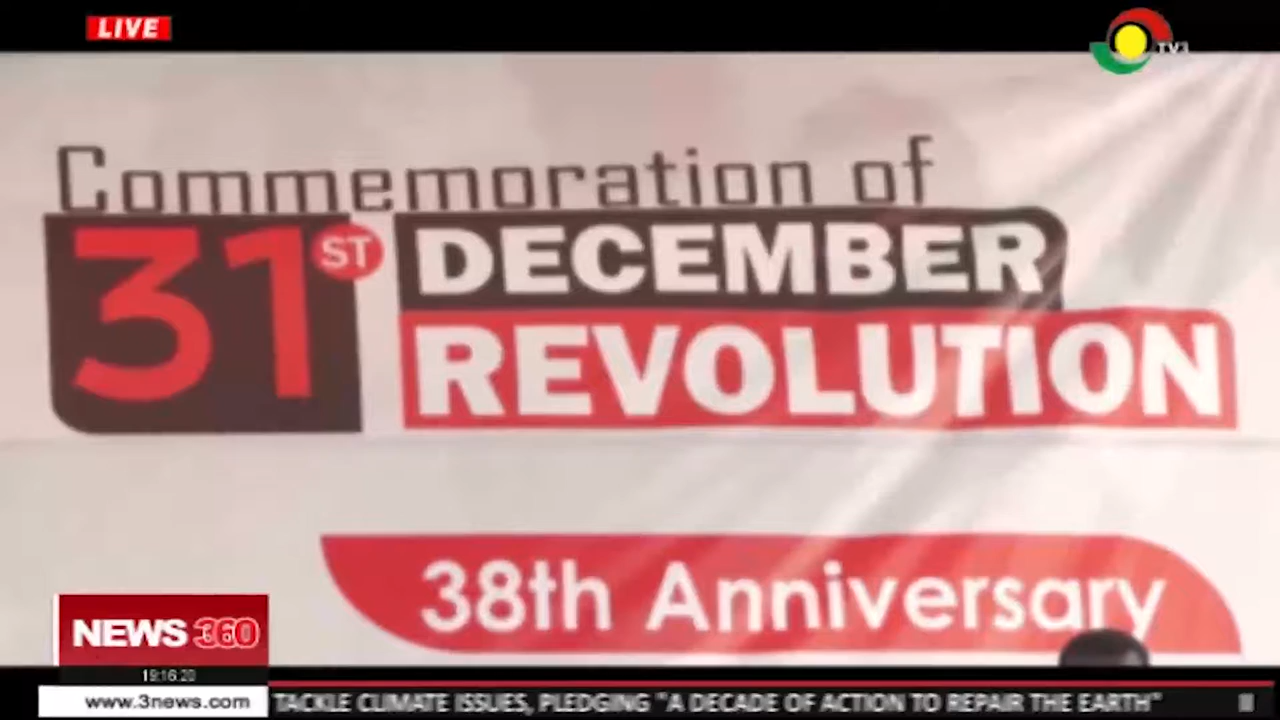 LIVE
TV3
Commemoration of
31ST DECEMBER
REVOLUTION
38th Anniversary
NEWS 360
19:16:20
www.3news.com
TACKLE CLIMATE ISSUES, PLEDGING "A DECADE OF ACTION TO REPAIR THE EARTH"